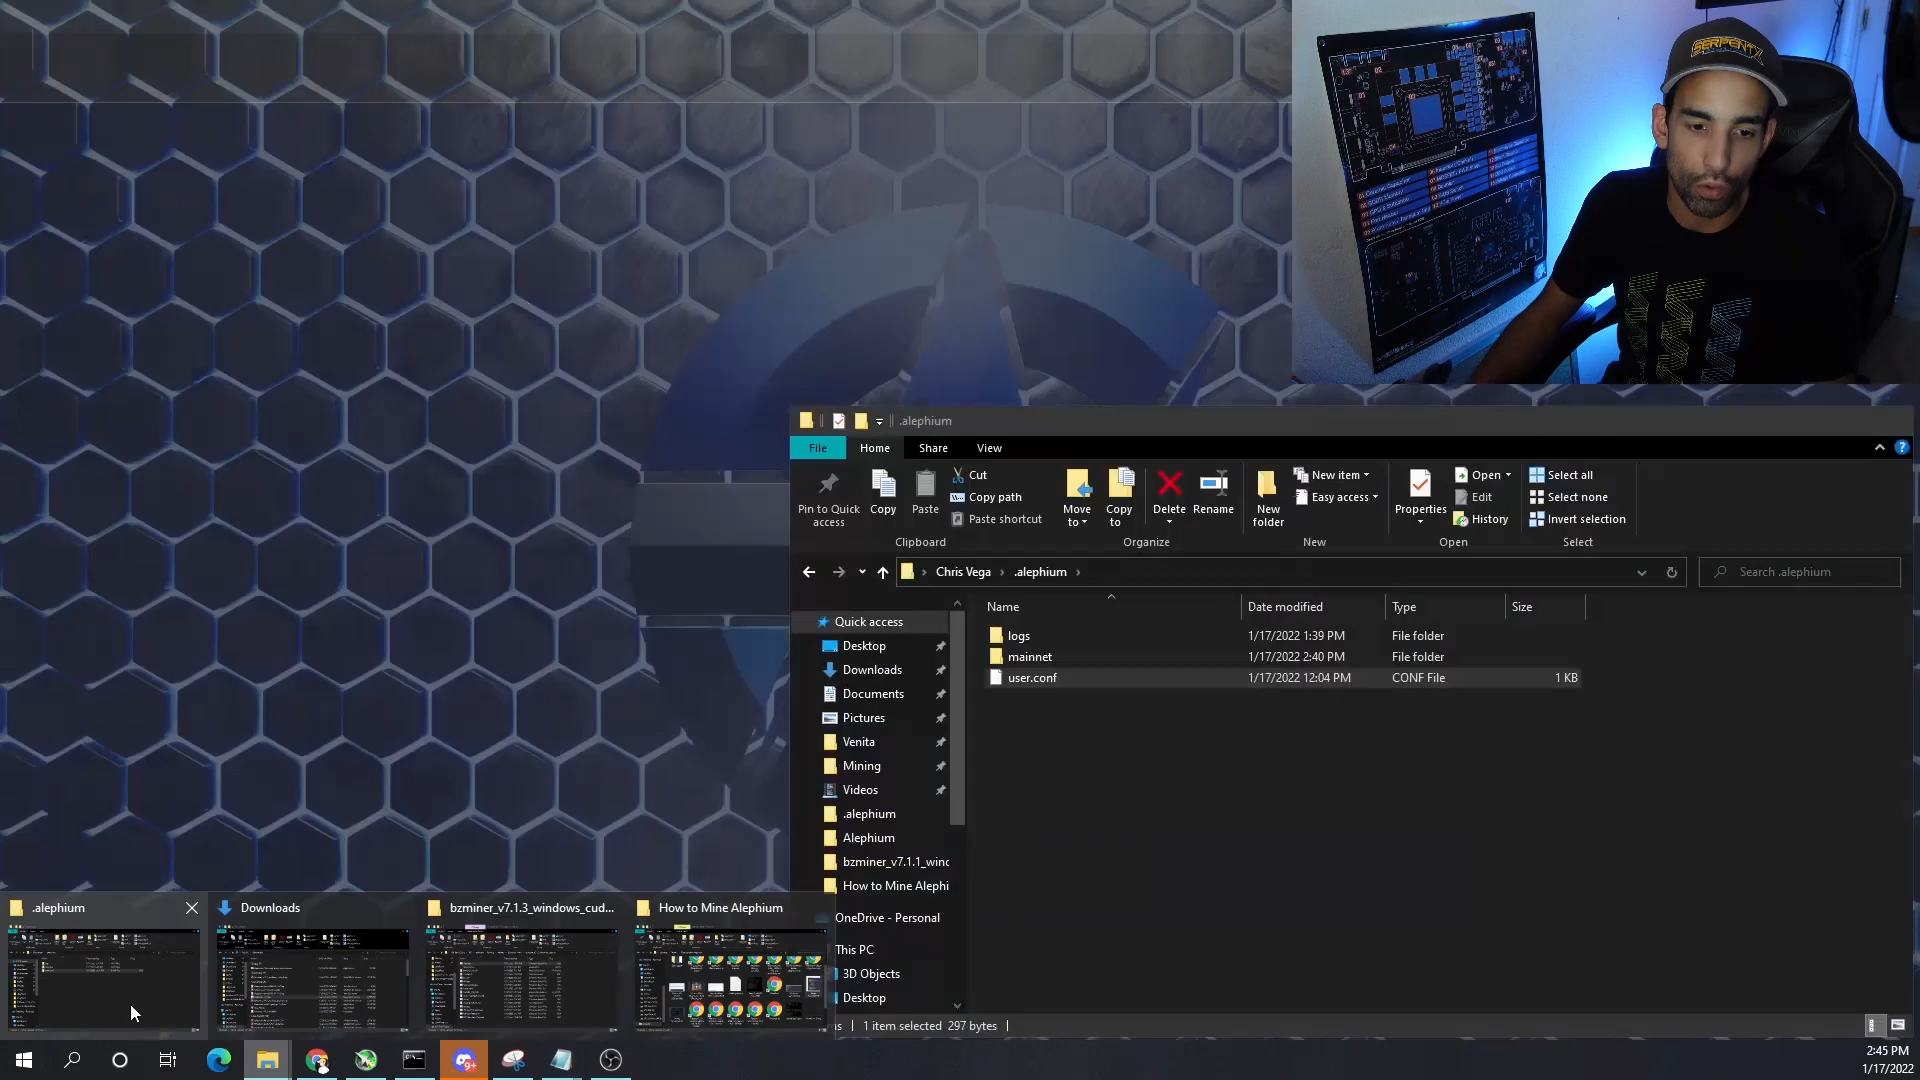 SERPENTX
.alephium
File
Home
Share
View
Pin to Quick access
Copy
Paste
Cut
Copy path
Paste shortcut
Clipboard
Move to
Copy to
Delete
Rename
Organize
New folder
New item
Easy access
New
Properties
Open
Edit
History
Open
Select all
Select none
Invert selection
Select
Chris Vega
.alephium
Search .alephium
Name
Date modified
Type
Size
logs
1/17/2022 1:39 PM
File folder
mainnet
1/17/2022 2:40 PM
File folder
user.conf
1/17/2022 12:04 PM
CONF File
1 KB
Quick access
Desktop
Downloads
Documents
Pictures
Venita
Mining
Videos
.alephium
Alephium
bzminer_v7.1.1_winc
How to Mine Alephi
OneDrive - Personal
This PC
3D Objects
Desktop
1 item selected 297 bytes
.alephium
Downloads
bzminer_v7.1.3_windows_cud...
How to Mine Alephium
9+
2:45 PM
1/17/2022